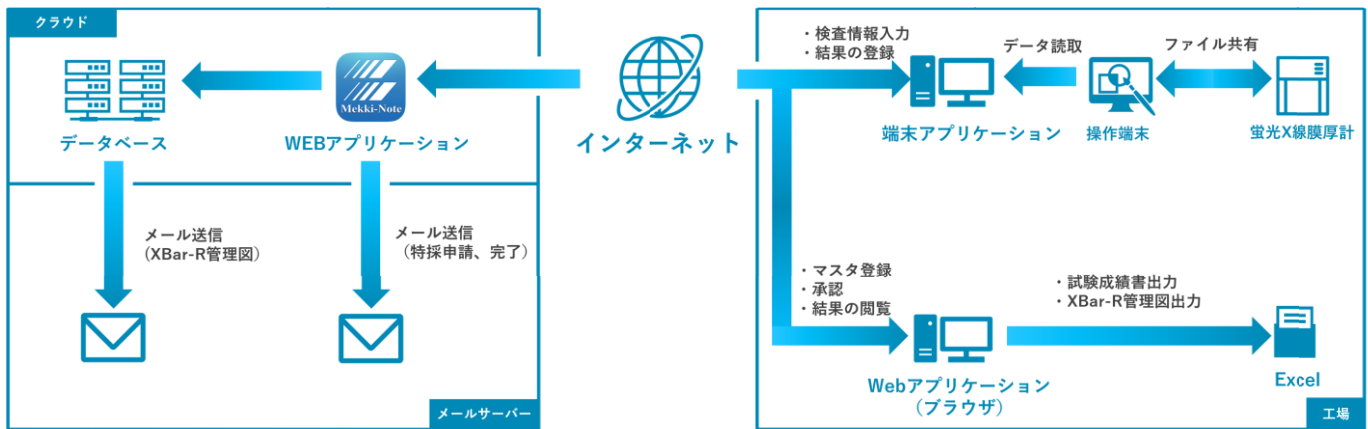 クラウド
データベース
Mekki-Note
WEBアプリケーション
メール送信
(XBar-R管理図)
メール送信
（特採申請、完了）
メールサーバー
インターネット
・検査情報入力
・結果の登録
データ読取
ファイル共有
端末アプリケーション
操作端末
蛍光X線膜厚計
・マスタ登録
・承認
・結果の閲覧
・試験成績書出力
・XBar-R管理図出力
Webアプリケーション
（ブラウザ）
Excel
工場